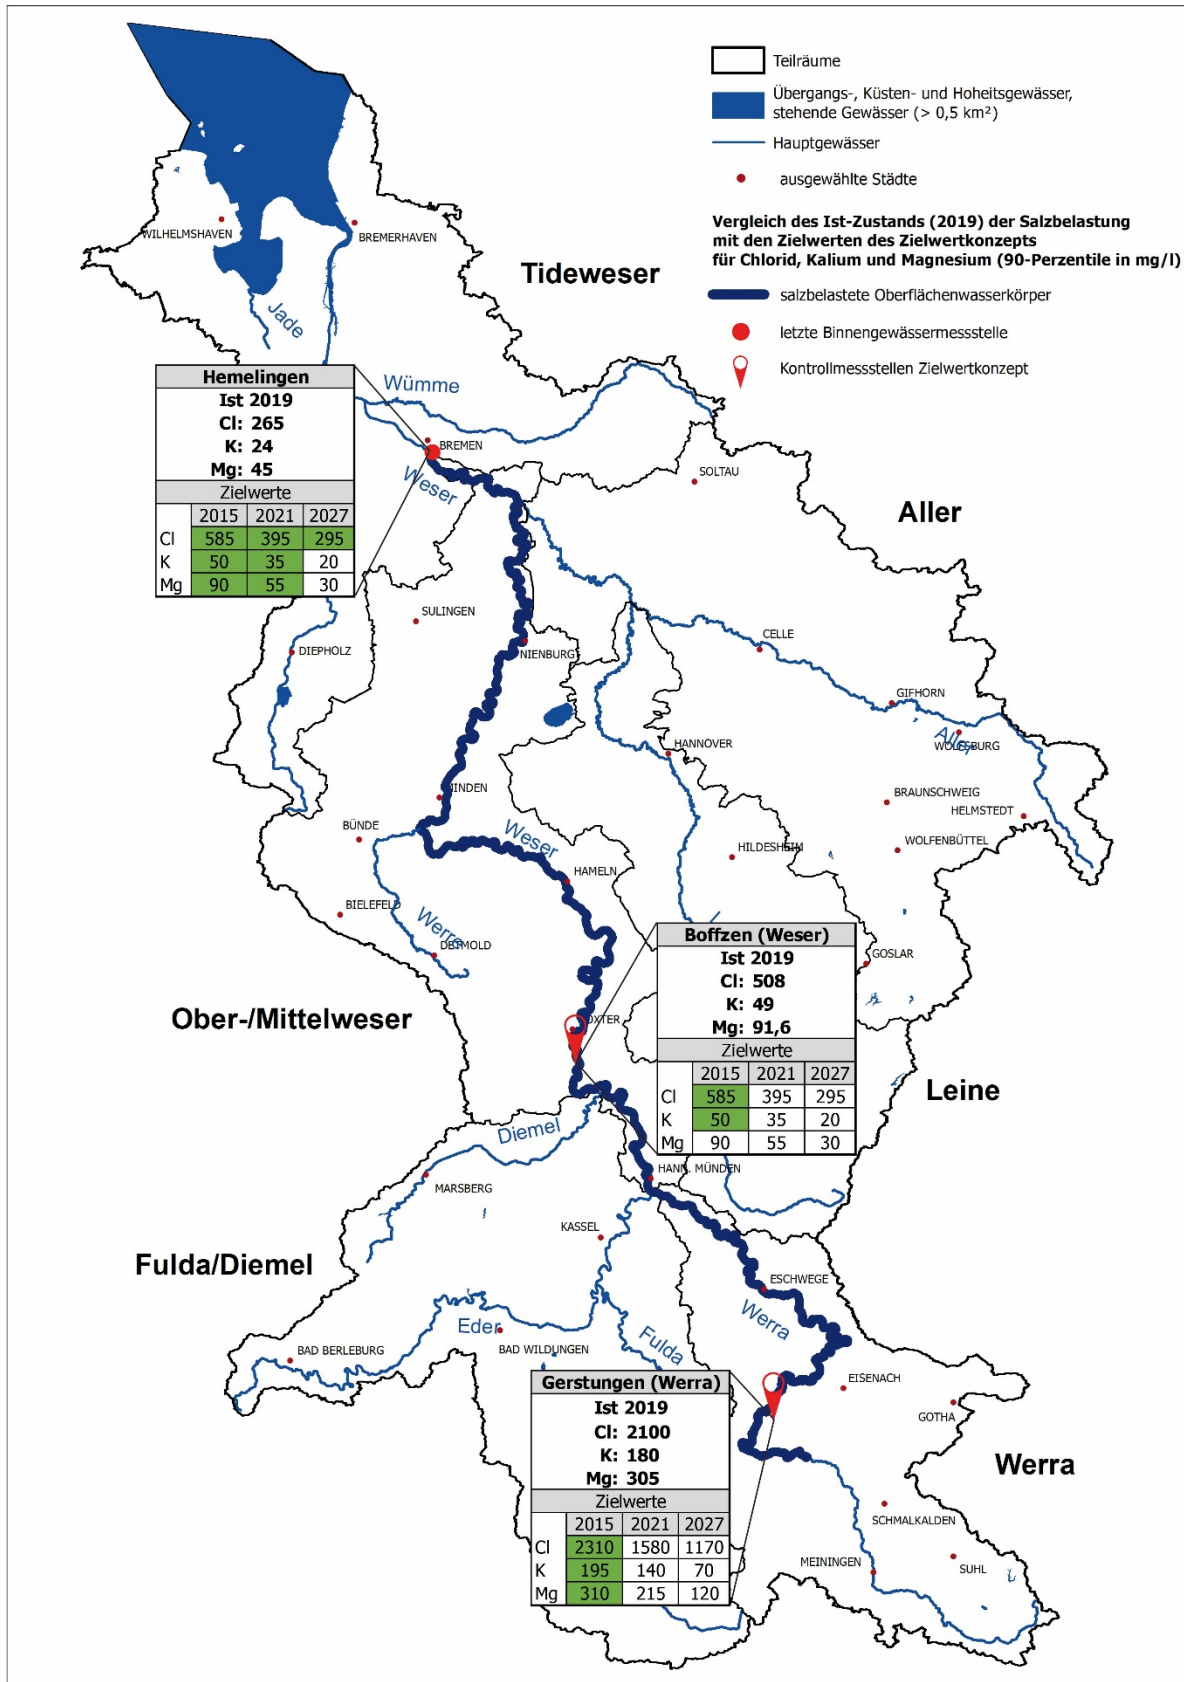 Teilräume
Übergangs-, Küsten- und Hoheitsgewässer,
stehende Gewässer (> 0,5 km²)
Hauptgewässer
ausgewählte Städte
Vergleich des Ist-Zustands (2019) der Salzbelastung
mit den Zielwerten des Zielwertkonzepts
für Chlorid, Kalium und Magnesium (90-Perzentile in mg/l)
salzbelastete Oberflächenwasserkörper
letzte Binnengewässermessstelle
Kontrollmessstellen Zielwertkonzept
WILHELMSHAVEN
BREMERHAVEN
Tideweser
Jade
Hemelingen
Ist 2019
Cl: 265
K: 24
Mg: 45
Zielwerte
2015 2021 2027
Cl 585 395 295
K 50 35 20
Mg 90 55 30
Wümme
BREMEN
Weser
SOLTAU
Aller
SULINGEN
DIEPHOLZ
NIENBURG
CELLE
GIFHORN
Aller
WOLFSBURG
HANNOVER
MINDEN
BRAUNSCHWEIG
HELMSTEDT
BÜNDE
Weser
HILDESHEIM
WOLFENBÜTTEL
HAMELN
BIELEFELD
Werre
DETMOLD
GOSLAR
Ober-/Mittelweser
Boffzen (Weser)
Ist 2019
Cl: 508
K: 49
Mg: 91,6
Zielwerte
2015 2021 2027
Cl 585 395 295
K 50 35 20
Mg 90 55 30
Leine
Diemel
HANN. MÜNDEN
MARSBERG
KASSEL
Fulda/Diemel
ESCHWEGE
Werra
Eder
Fulda
BAD BERLEBURG
BAD WILDUNGEN
EISENACH
GOTHA
Gerstungen (Werra)
Ist 2019
Cl: 2100
K: 180
Mg: 305
Zielwerte
2015 2021 2027
Cl 2310 1580 1170
K 195 140 70
Mg 310 215 120
Werra
SCHMALKALDEN
MEININGEN
SUHL